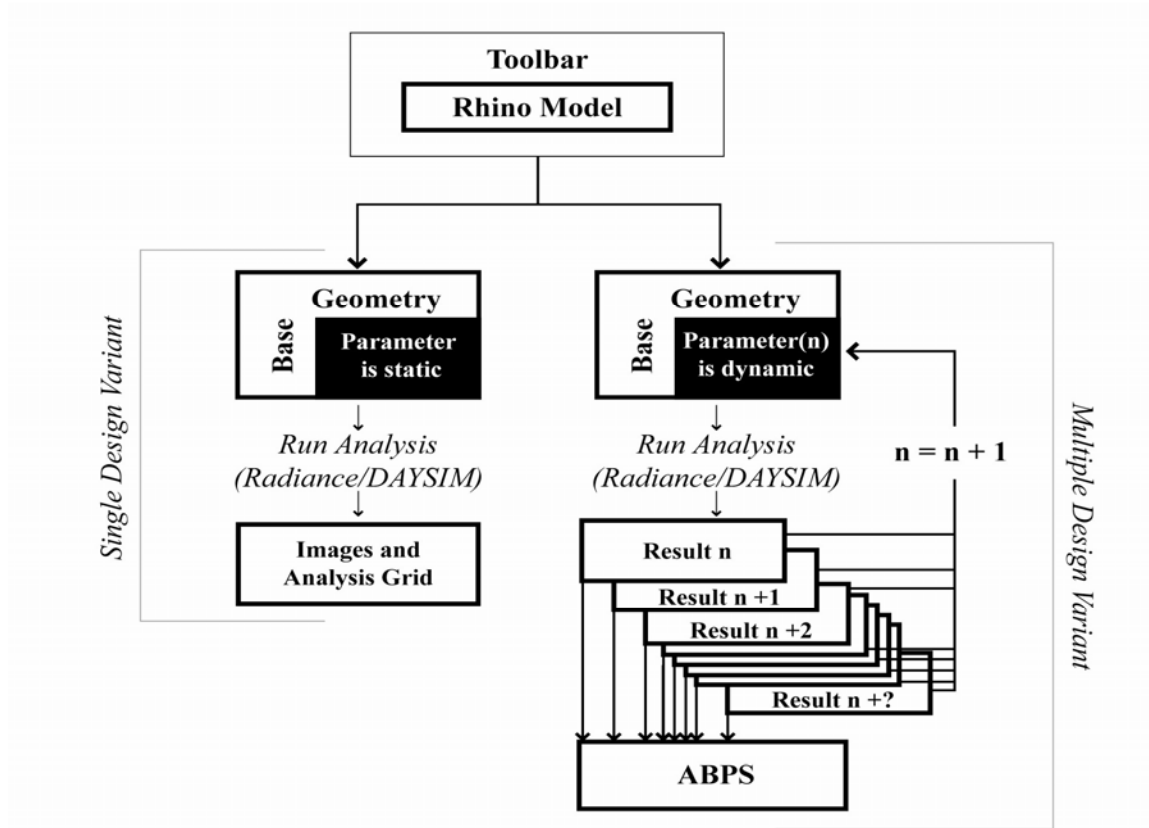 Toolbar
Rhino Model
Single Design Variant
Base
Geometry
Parameter
is static
Run Analysis
(Radiance/DAYSIM)
Images and
Analysis Grid
Base
Geometry
Parameter(n)
is dynamic
Run Analysis
(Radiance/DAYSIM)
n = n + 1
Result n
Result n +1
Result n +2
Result n +?
ABPS
Multiple Design Variant